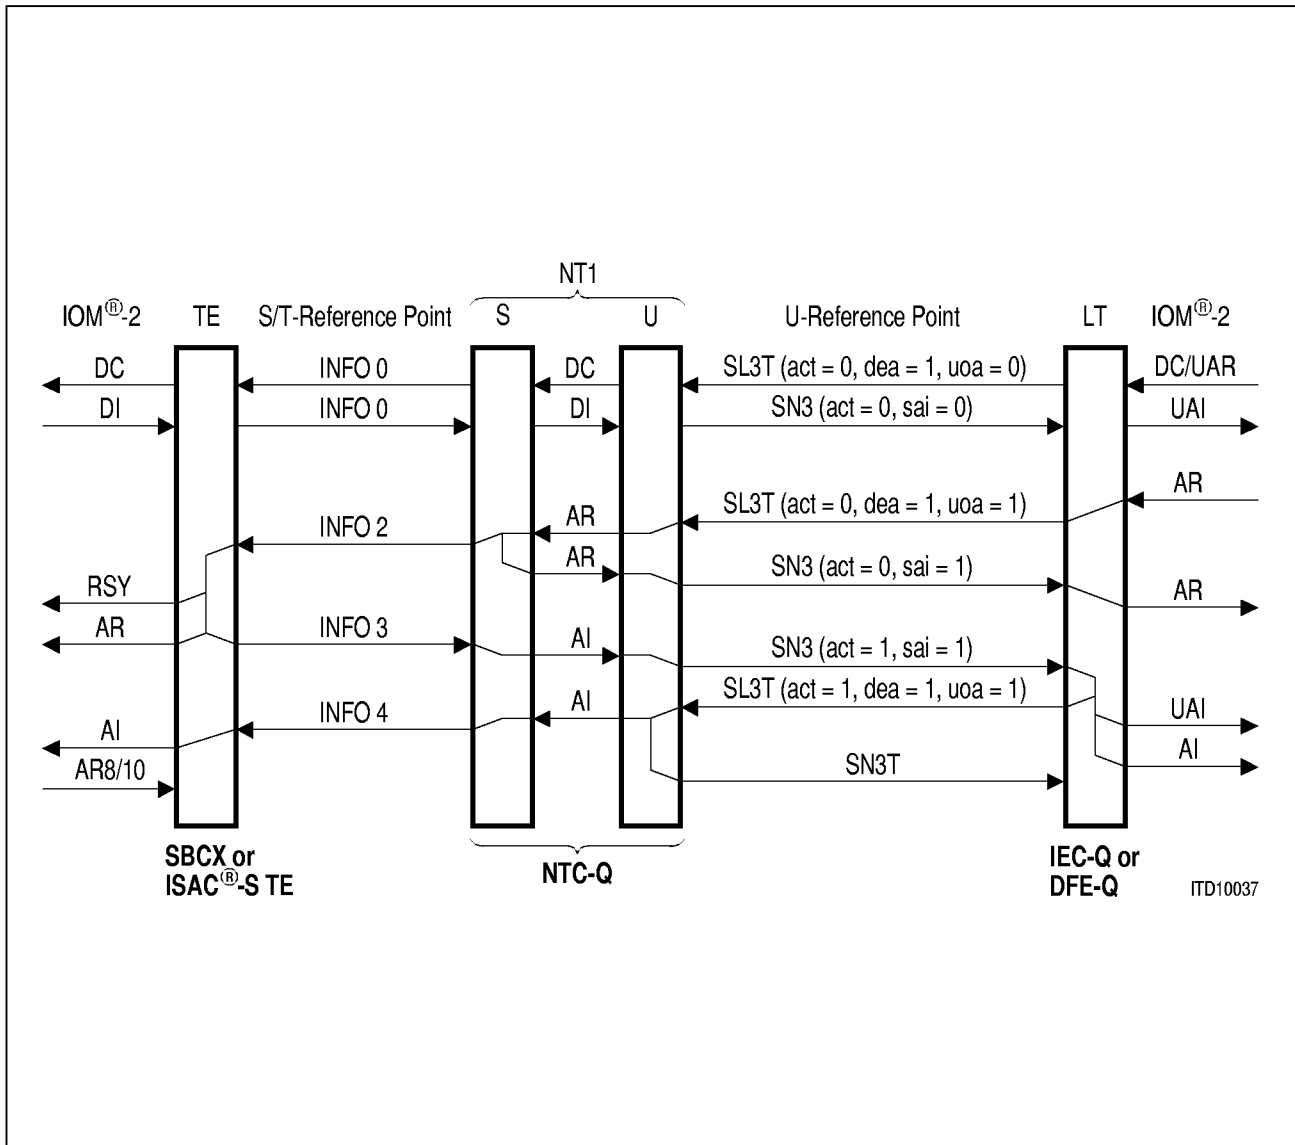 NT1
IOM®-2 TE S/T-Reference Point S U U-Reference Point LT IOM®-2
DC INFO 0 DC SL3T (act = 0, dea = 1, uoa = 0) DC/UAR
DI INFO 0 DI SN3 (act = 0, sai = 0) UAI
AR
SL3T (act = 0, dea = 1, uoa = 1)
AR
INFO 2
AR SN3 (act = 0, sai = 1)
RSY AR
AR INFO 3
AI SN3 (act = 1, sai = 1)
SL3T (act = 1, dea = 1, uoa = 1)
INFO 4 AI UAI
AI AI
AR8/10 SN3T
SBCX or
ISAC®-S TE
NTC-Q
IEC-Q or
DFE-Q
ITD10037